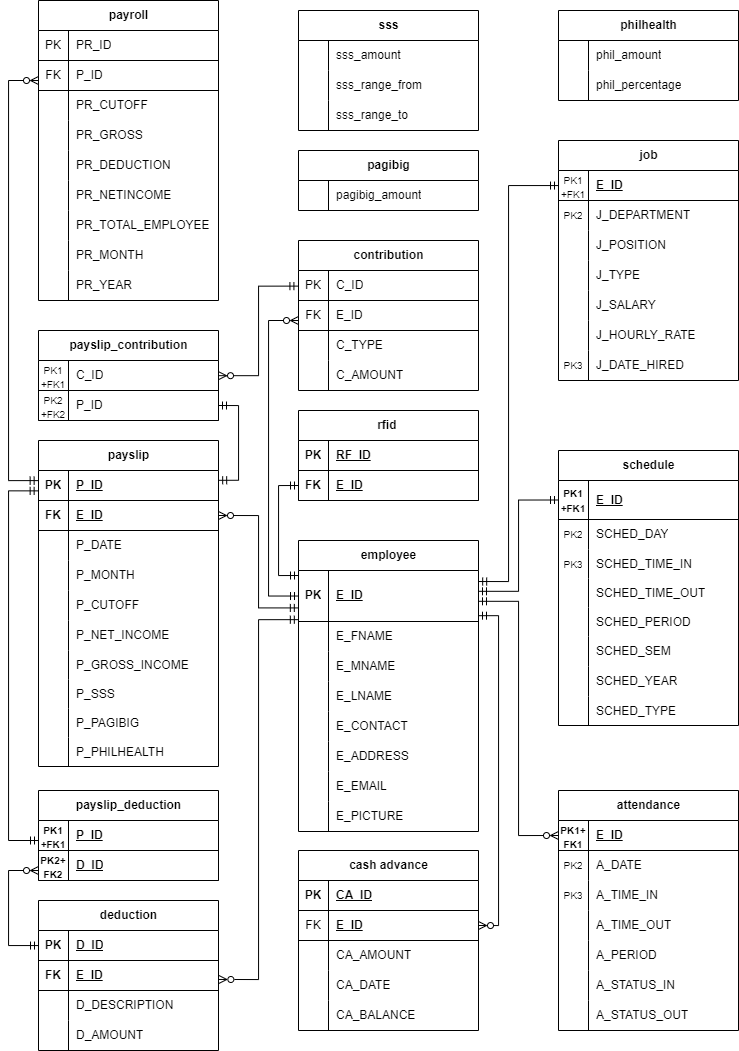 payroll
PK PR_ID
FK P_ID
PR_CUTOFF
PR_GROSS
PR_DEDUCTION
PR_NETINCOME
PR_TOTAL_EMPLOYEE
PR_MONTH
PR_YEAR
payslip_contribution
PK1
+FK1 C_ID
PK2
+FK2 P_ID
payslip
PK P_ID
FK E_ID
P_DATE
P_MONTH
P_CUTOFF
P_NET_INCOME
P_GROSS_INCOME
P_SSS
P_PAGIBIG
P_PHILHEALTH
payslip_deduction
PK1
+FK1 P_ID
PK2+
FK2 D_ID
deduction
PK D_ID
FK E_ID
D_DESCRIPTION
D_AMOUNT
sss
sss_amount
sss_range_from
sss_range_to
pagibig
pagibig_amount
contribution
PK C_ID
FK E_ID
C_TYPE
C_AMOUNT
rfid
PK RF_ID
FK E_ID
employee
PK E_ID
E_FNAME
E_MNAME
E_LNAME
E_CONTACT
E_ADDRESS
E_EMAIL
E_PICTURE
cash advance
PK CA_ID
FK E_ID
CA_AMOUNT
CA_DATE
CA_BALANCE
philhealth
phil_amount
phil_percentage
job
PK1
+FK1 E_ID
PK2 J_DEPARTMENT
J_POSITION
J_TYPE
J_SALARY
J_HOURLY_RATE
PK3 J_DATE_HIRED
schedule
PK1
+FK1 E_ID
PK2 SCHED_DAY
PK3 SCHED_TIME_IN
SCHED_TIME_OUT
SCHED_PERIOD
SCHED_SEM
SCHED_YEAR
SCHED_TYPE
attendance
PK1+
FK1 E_ID
PK2 A_DATE
PK3 A_TIME_IN
A_TIME_OUT
A_PERIOD
A_STATUS_IN
A_STATUS_OUT